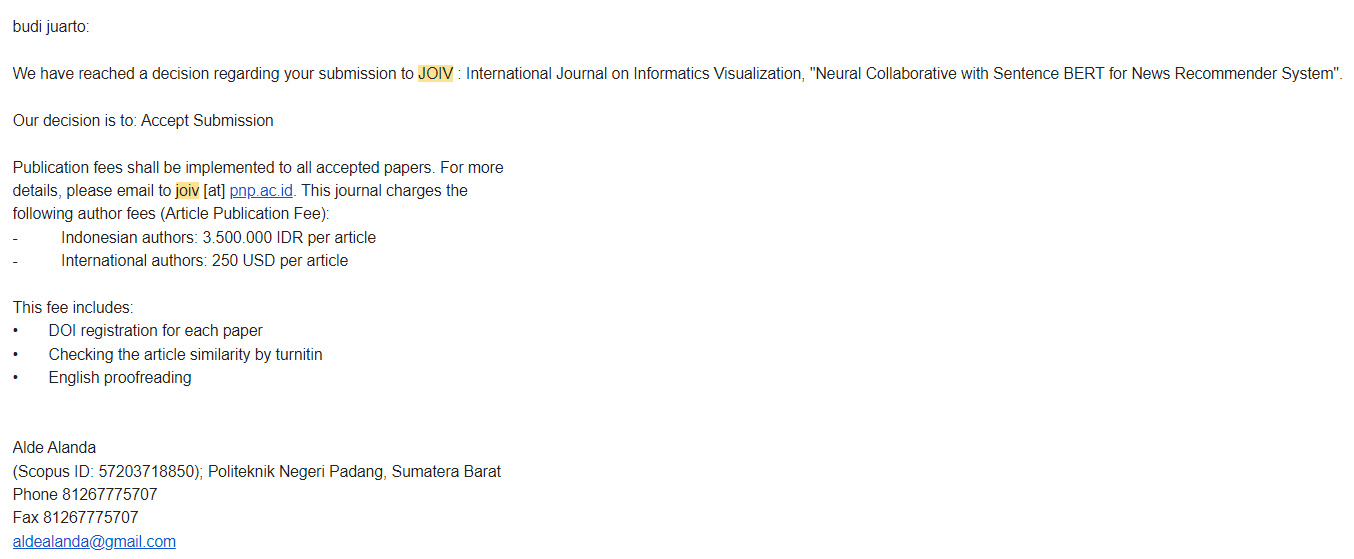 budi juarto:
We have reached a decision regarding your submission to JOIV : International Journal on Informatics Visualization, "Neural Collaborative with Sentence BERT for News Recommender System".
Our decision is to: Accept Submission
Publication fees shall be implemented to all accepted papers. For more
details, please email to joiv [at] pnp.ac.id. This journal charges the
following author fees (Article Publication Fee):
- Indonesian authors: 3.500.000 IDR per article
- International authors: 250 USD per article
This fee includes:
• DOI registration for each paper
• Checking the article similarity by turnitin
• English proofreading
Alde Alanda
(Scopus ID: 57203718850); Politeknik Negeri Padang, Sumatera Barat
Phone 81267775707
Fax 81267775707
aldealanda@gmail.com